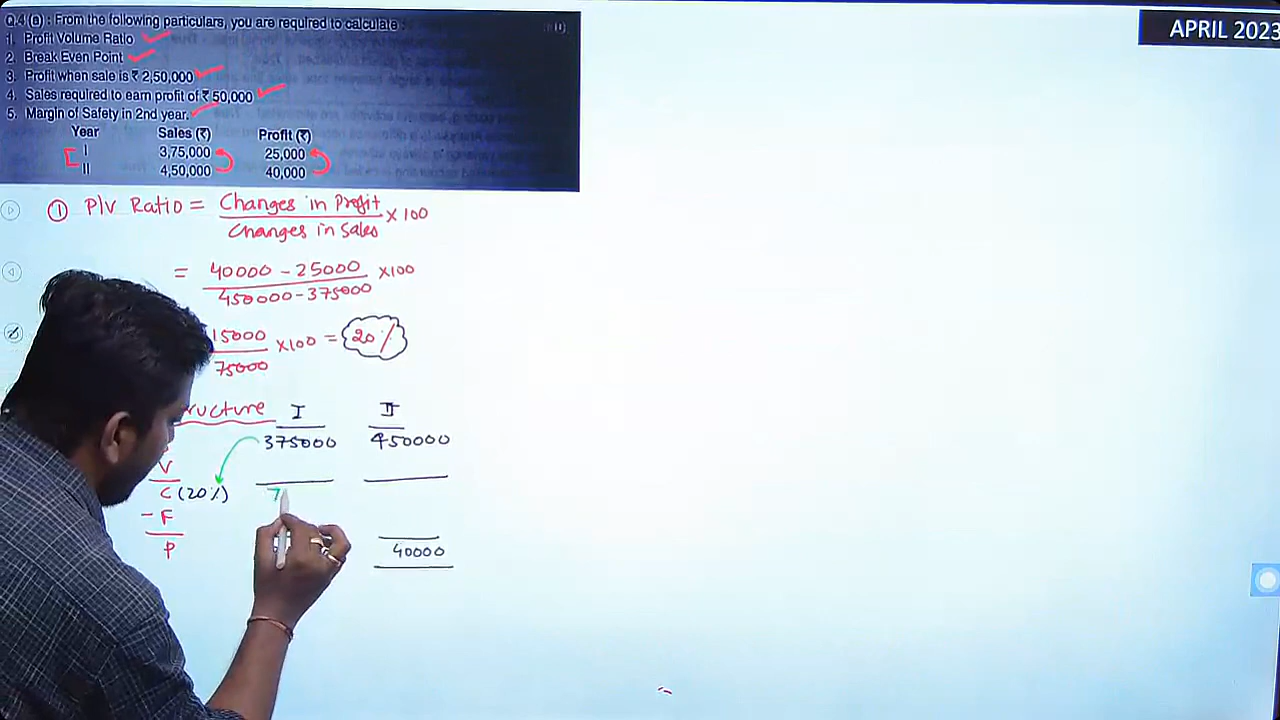 Q.4 (a) : From the following particulars, you are required to calculate :
APRIL 2023
1. Profit Volume Ratio
2. Break Even Point
3. Profit when sale is ₹ 2,50,000
4. Sales required to earn profit of ₹ 50,000
5. Margin of Safety in 2nd year.
Year Sales (₹) Profit (₹)
I 3,75,000 25,000
II 4,50,000 40,000
① P/V Ratio = Changes in Profit × 100
Changes in Sales
= 40000 - 25000 ×100
450000 - 375000
15000 ×100 = 20%
75000
I II
375000 450000
V
C (20%) 7
- F
P 40000